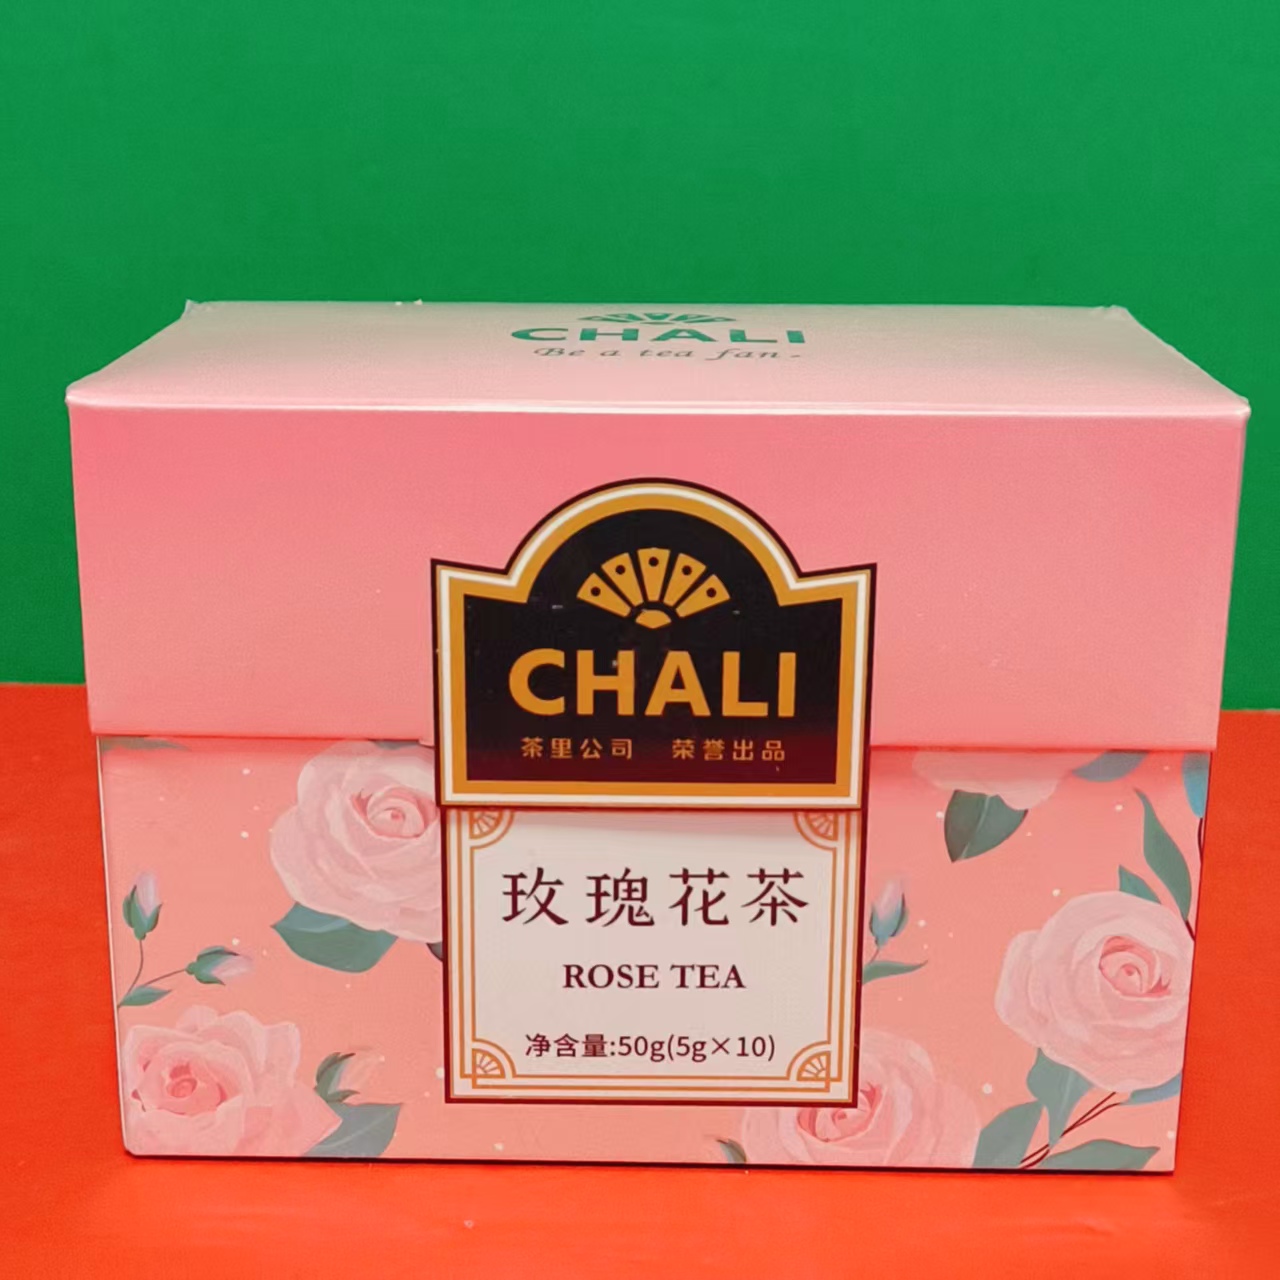 CHALI
Be a tea fan.
CHALI
茶里公司 荣誉出品
玫瑰花茶
ROSE TEA
净含量:50g(5g×10)